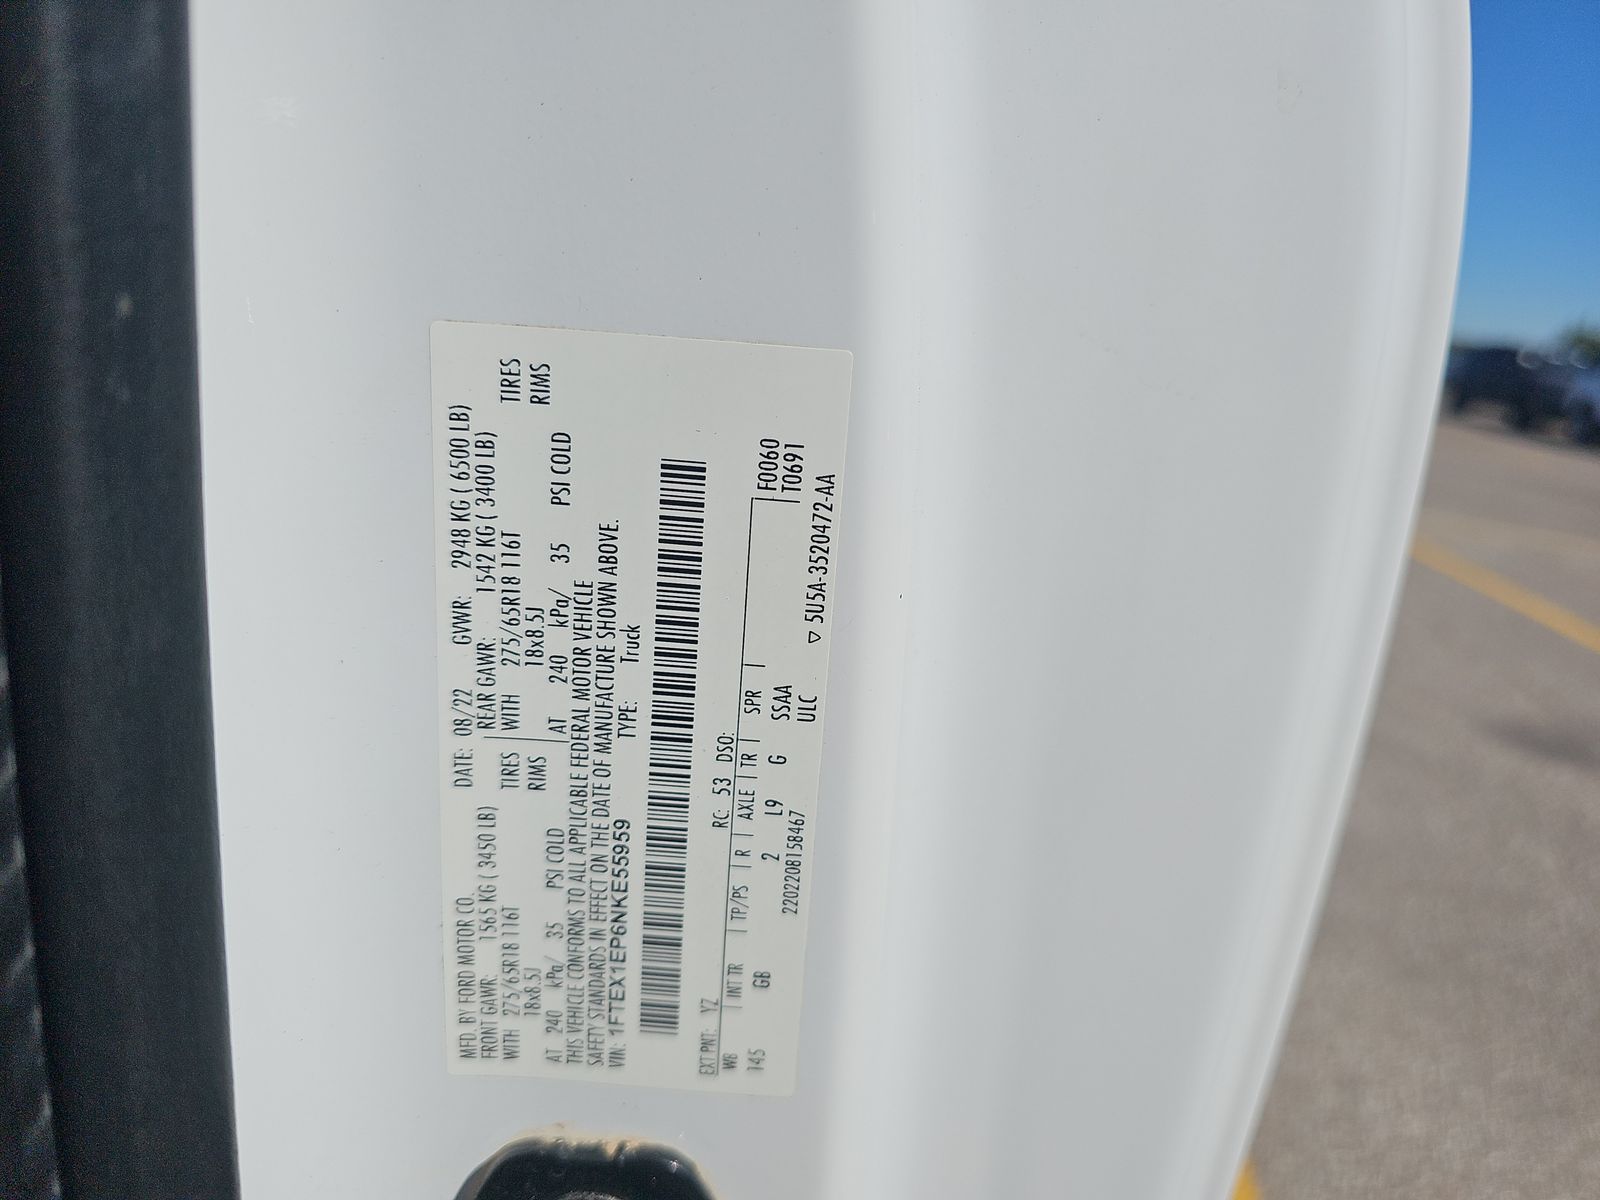 MFD. BY FORD MOTOR CO. DATE: 08/22 GVWR: 2948 KG ( 6500 LB)
FRONT GAWR: 1565 KG ( 3450 LB) REAR GAWR: 1542 KG ( 3400 LB)
WITH 275/65R18 116T TIRES WITH 275/65R18 116T TIRES
18x8.5J RIMS 18x8.5J RIMS
AT 240 kPa/ 35 PSI COLD AT 240 kPa/ 35 PSI COLD
THIS VEHICLE CONFORMS TO ALL APPLICABLE FEDERAL MOTOR VEHICLE
SAFETY STANDARDS IN EFFECT ON THE DATE OF MANUFACTURE SHOWN ABOVE.
VIN: 1FTEX1EP6NKE55959 TYPE: Truck
EXT PNT: YZ RC: 53 DSO:
WB INT TR TP/PS R AXLE TR SPR F0060
145 GB 2 L9 G SSAA T0691
2202208158467 ULC ▽ 5U5A-3520472-AA